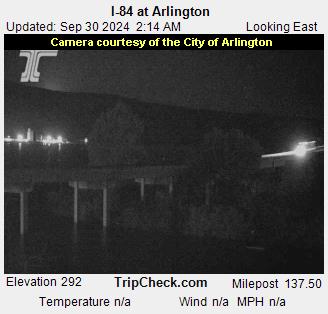 I-84 at Arlington
Updated: Sep 30 2024 2:14 AM Looking East
Camera courtesy of the City of Arlington
Elevation 292 TripCheck.com Milepost 137.50
Temperature n/a Wind n/a MPH n/a